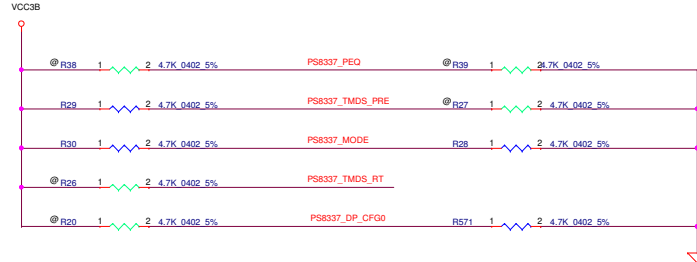 VCC3B
@ R38 1 2 4.7K_0402_5% PS8337_PEQ @ R39 1 2 4.7K_0402_5%
R29 1 2 4.7K_0402_5% PS8337_TMDS_PRE @ R27 1 2 4.7K_0402_5%
R30 1 2 4.7K_0402_5% PS8337_MODE R28 1 2 4.7K_0402_5%
@ R26 1 2 4.7K_0402_5% PS8337_TMDS_RT
@ R20 1 2 4.7K_0402_5% PS8337_DP_CFG0 R571 1 2 4.7K_0402_5%